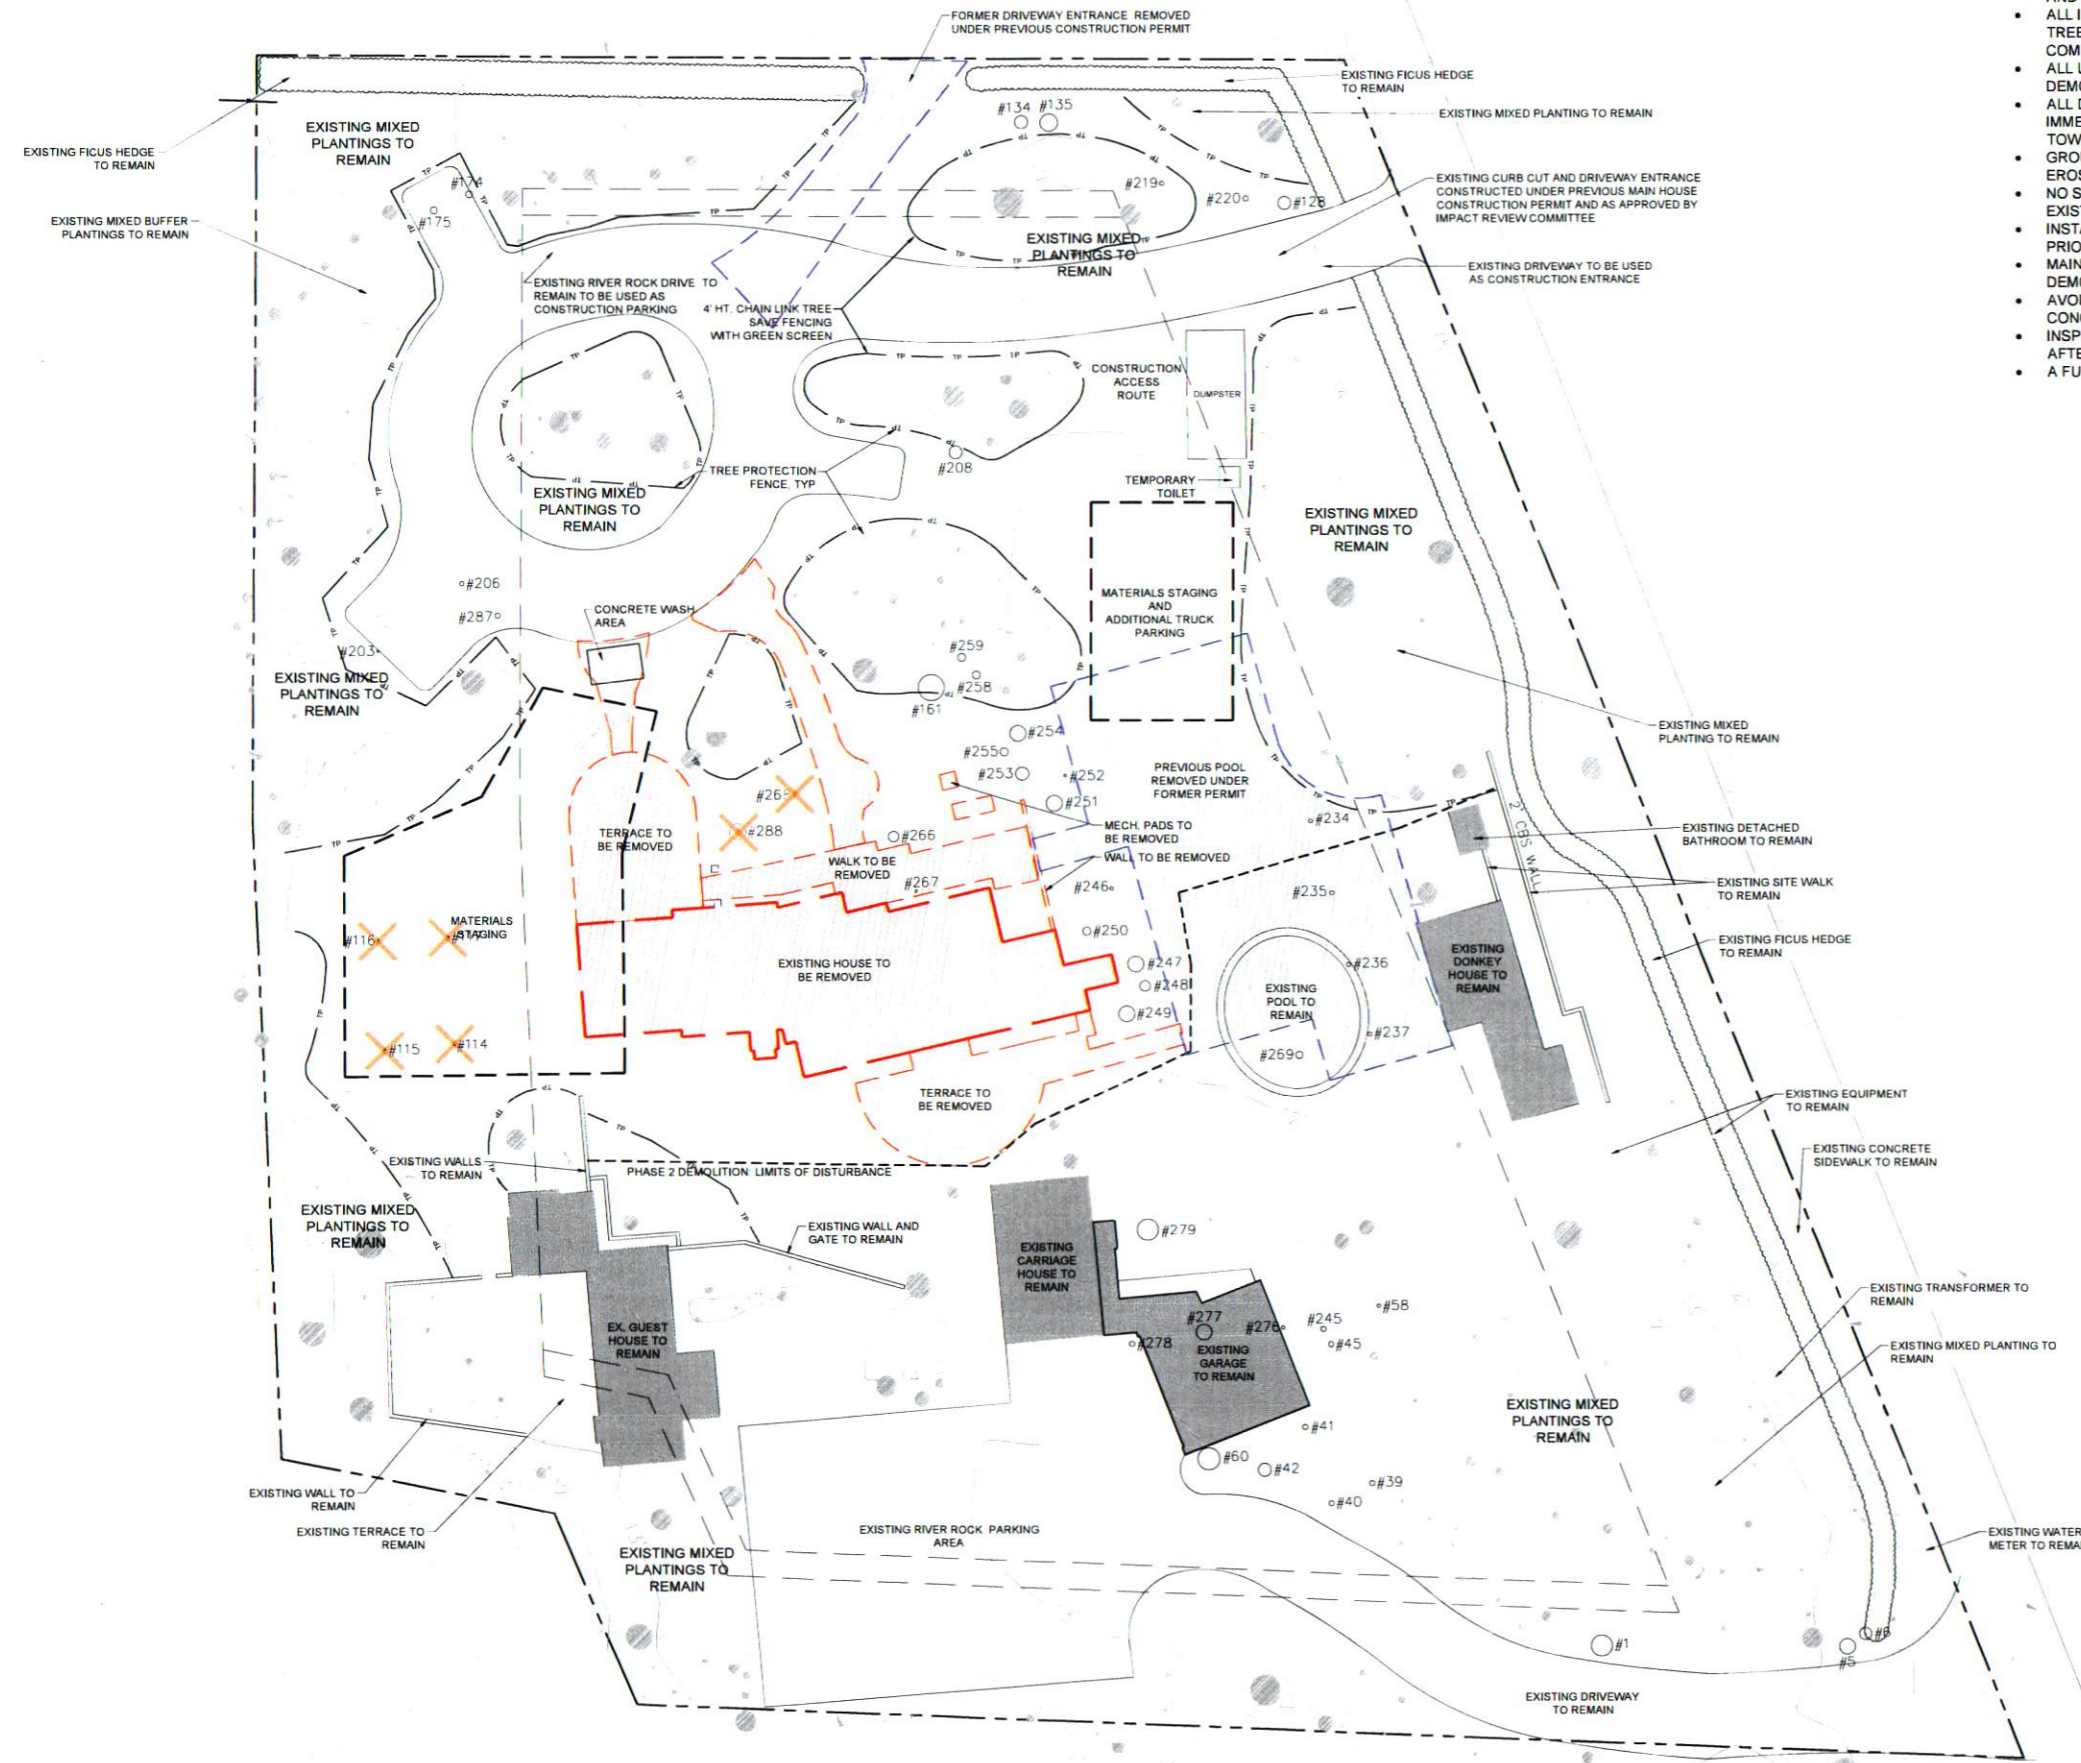 FORMER DRIVEWAY ENTRANCE REMOVED
UNDER PREVIOUS CONSTRUCTION PERMIT
EXISTING FICUS HEDGE
TO REMAIN
EXISTING MIXED PLANTING TO REMAIN
EXISTING CURB CUT AND DRIVEWAY ENTRANCE
CONSTRUCTED UNDER PREVIOUS MAIN HOUSE
CONSTRUCTION PERMIT AND AS APPROVED BY
IMPACT REVIEW COMMITTEE
EXISTING DRIVEWAY TO BE USED
AS CONSTRUCTION ENTRANCE
• ALL
• ALL
• ALL
• NO
• A
EXISTING FICUS HEDGE
TO REMAIN
EXISTING MIXED BUFFER
PLANTINGS TO REMAIN
EXISTING MIXED
PLANTINGS TO
REMAIN
#134 #135
#174
#175
#219
#220
#128
EXISTING MIXED
PLANTINGS TO
REMAIN
EXISTING RIVER ROCK DRIVE TO
REMAIN TO BE USED AS
CONSTRUCTION PARKING
4' HT. CHAIN LINK TREE
SAVE FENCING
WITH GREEN SCREEN
CONSTRUCTION
ACCESS
ROUTE
DUMPSTER
#208
TREE PROTECTION
FENCE, TYP
TEMPORARY
TOILET
EXISTING MIXED
PLANTINGS TO
REMAIN
EXISTING MIXED
PLANTINGS TO
REMAIN
#206
#287
#203
CONCRETE WASH
AREA
MATERIALS STAGING
AND
ADDITIONAL TRUCK
PARKING
EXISTING MIXED
PLANTINGS TO
REMAIN
#259
#258
#161
#254
#255
#253
#252
#251
PREVIOUS POOL
REMOVED UNDER
FORMER PERMIT
EXISTING MIXED
PLANTING TO REMAIN
#288
#266
#267
#234
TERRACE TO
BE REMOVED
WALK TO BE
REMOVED
MECH. PADS TO
BE REMOVED
WALL TO BE REMOVED
2' CBS WALL
EXISTING DETACHED
BATHROOM TO REMAIN
EXISTING SITE WALK
TO REMAIN
#246
#235
#250
#247
#248
#249
#236
#237
#269
MATERIALS
STAGING
#116
#115
#114
EXISTING HOUSE TO
BE REMOVED
EXISTING
POOL TO
REMAIN
EXISTING
DONKEY
HOUSE TO
REMAIN
EXISTING FICUS HEDGE
TO REMAIN
TERRACE TO
BE REMOVED
EXISTING EQUIPMENT
TO REMAIN
EXISTING CONCRETE
SIDEWALK TO REMAIN
EXISTING WALLS
TO REMAIN
PHASE 2 DEMOLITION LIMITS OF DISTURBANCE
EXISTING MIXED
PLANTINGS TO
REMAIN
EXISTING WALL AND
GATE TO REMAIN
EXISTING
CARRIAGE
HOUSE TO
REMAIN
#279
#277
#276
#278
#245
#58
#45
EX. GUEST
HOUSE TO
REMAIN
EXISTING
GARAGE
TO REMAIN
EXISTING TRANSFORMER TO
REMAIN
EXISTING MIXED PLANTING TO
REMAIN
EXISTING MIXED
PLANTINGS TO
REMAIN
#41
#60
#42
#39
#40
EXISTING WALL TO
REMAIN
EXISTING TERRACE TO
REMAIN
EXISTING RIVER ROCK PARKING
AREA
EXISTING MIXED
PLANTINGS TO
REMAIN
EXISTING WATER
METER TO
#1
#5
#6
EXISTING DRIVEWAY
TO REMAIN